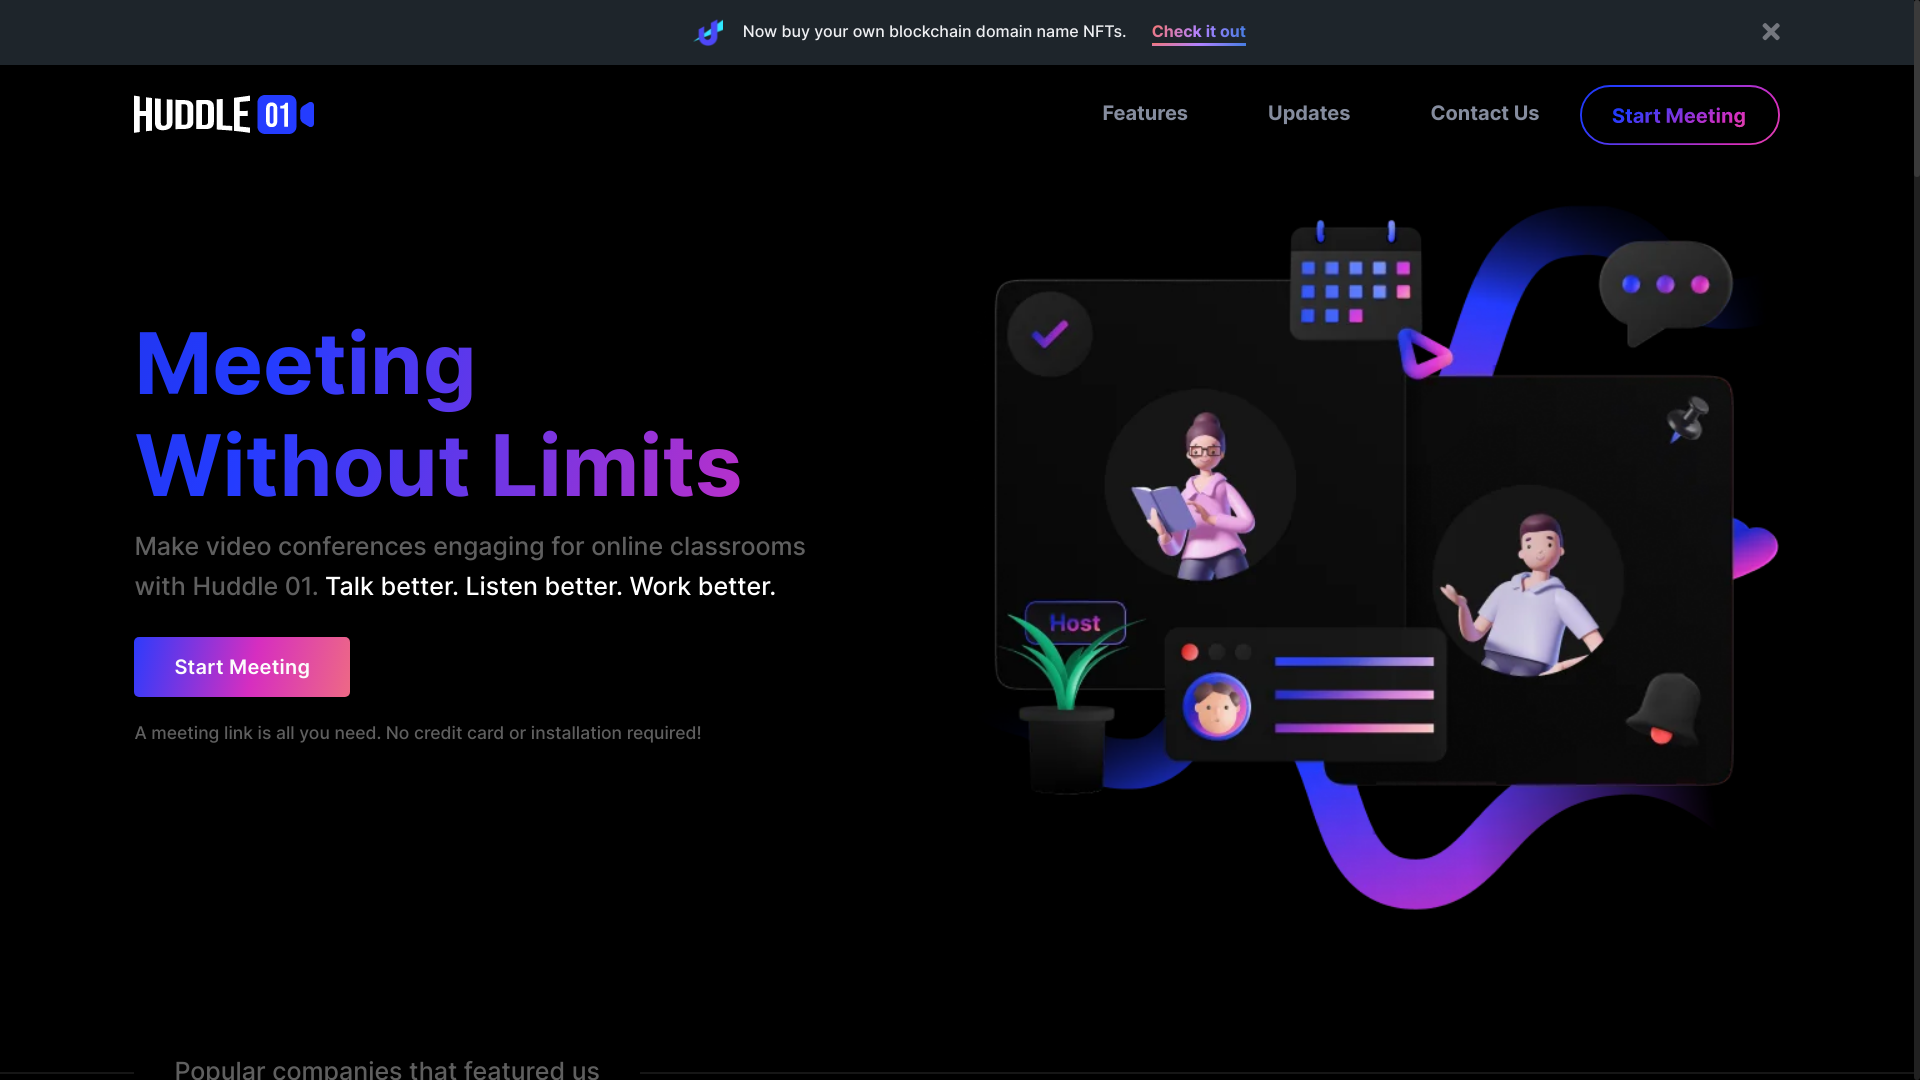 Now buy your own blockchain domain name NFTs. Check it out
HUDDLE 01
Features
Updates
Contact Us
Start Meeting
Meeting
Without Limits
Make video conferences engaging for online classrooms
with Huddle 01. Talk better. Listen better. Work better.
Start Meeting
A meeting link is all you need. No credit card or installation required!
Host
Popular companies that featured us